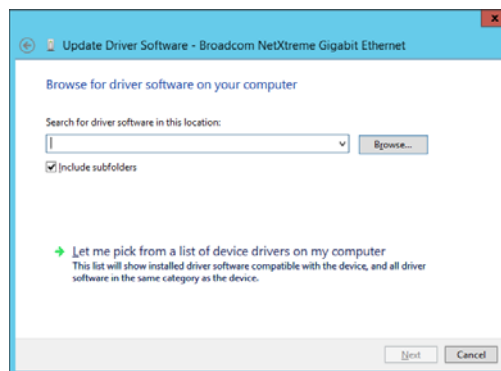 x
Update Driver Software - Broadcom NetXtreme Gigabit Ethernet
Browse for driver software on your computer
Search for driver software in this location:
Browse...
Include subfolders
Let me pick from a list of device drivers on my computer
This list will show installed driver software compatible with the device, and all driver
software in the same category as the device.
Next Cancel